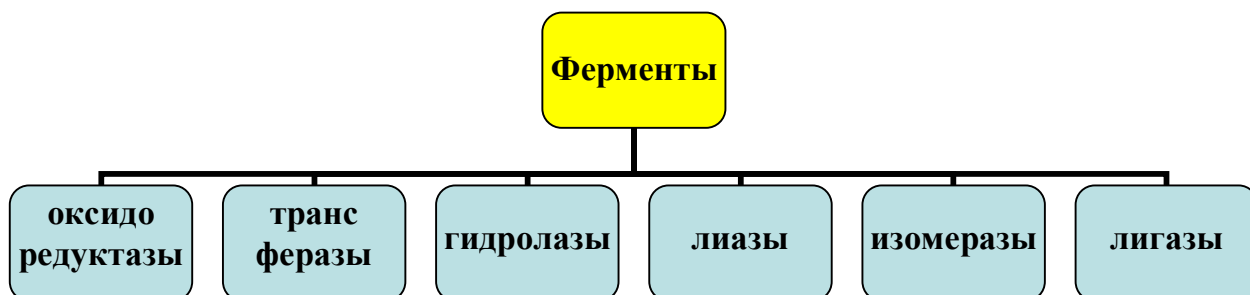 Ферменты
оксидо
редуктазы
транс
феразы
гидролазы
лиазы
изомеразы
лигазы